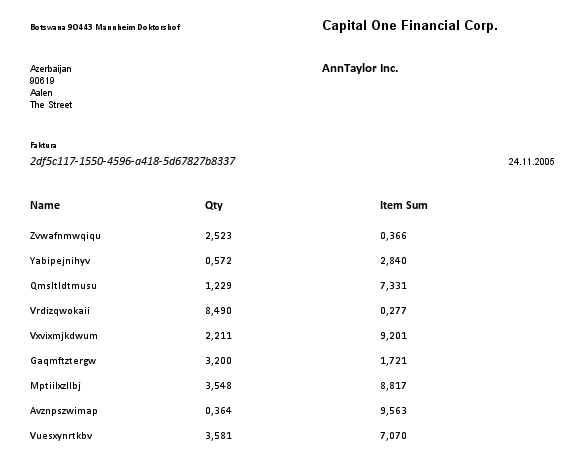 Botswana 90443 Mannheim Doktorshof
Capital One Financial Corp.
Azerbaijan
AnnTaylor Inc.
90619
Aalen
The Street
Faktura
2df5c117-1550-4596-a418-5d67827b8337
24.11.2005
Name Qty Item Sum
Zvwafnmwqiqu 2,523 0,366
Yabipejnihyv 0,572 2,840
Qmsltldtmusu 1,229 7,331
Vrdizqwokaii 8,490 0,277
Vxvixmjkdwum 2,211 9,201
Gaqmftztergw 3,200 1,721
Mptiilxzllbj 3,548 8,817
Avznpszwimap 0,364 9,563
Vuesxynrtkbv 3,581 7,070